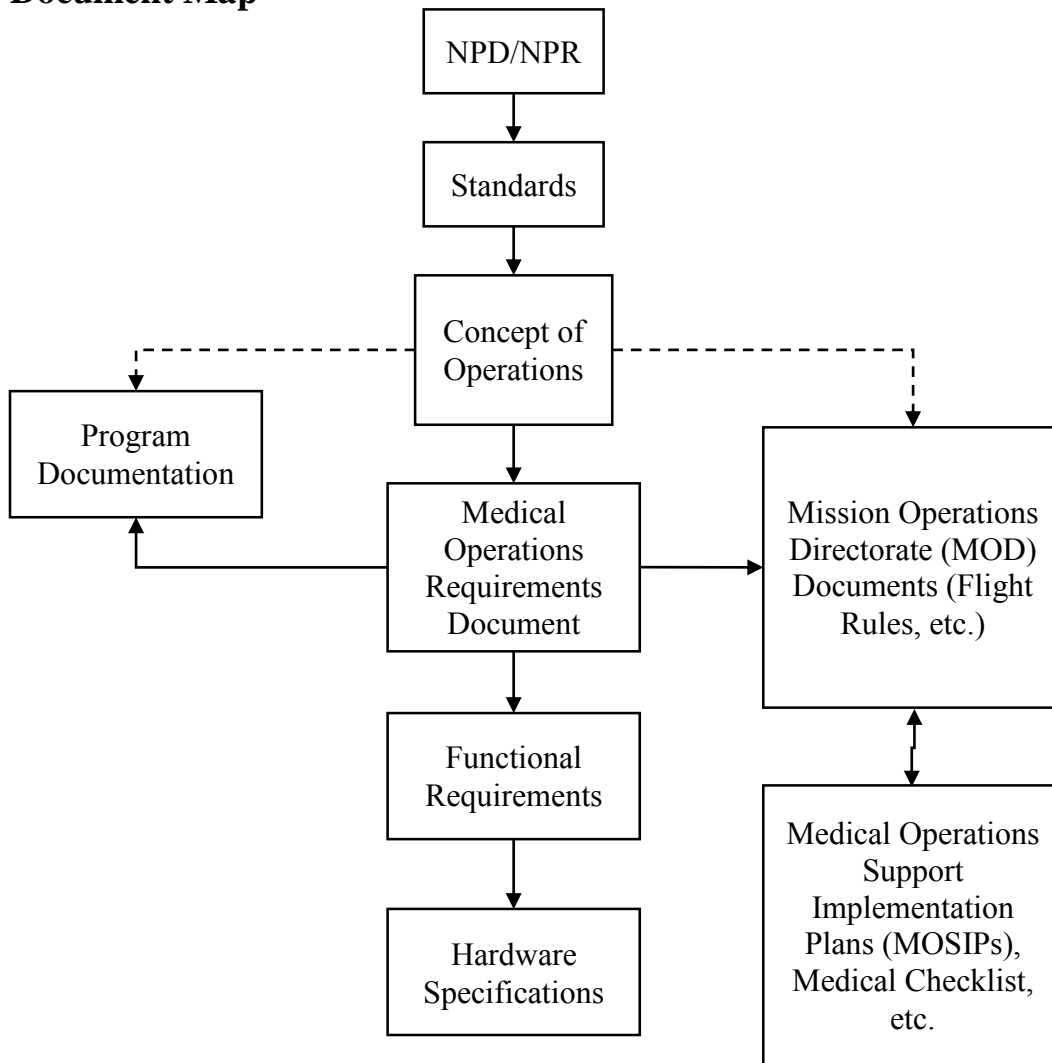 Document Map
NPD/NPR
Standards
Concept of
Operations
Program
Documentation
Medical
Operations
Requirements
Document
Mission Operations
Directorate (MOD)
Documents (Flight
Rules, etc.)
Functional
Requirements
Medical Operations
Support
Implementation
Plans (MOSIPs),
Medical Checklist,
etc.
Hardware
Specifications